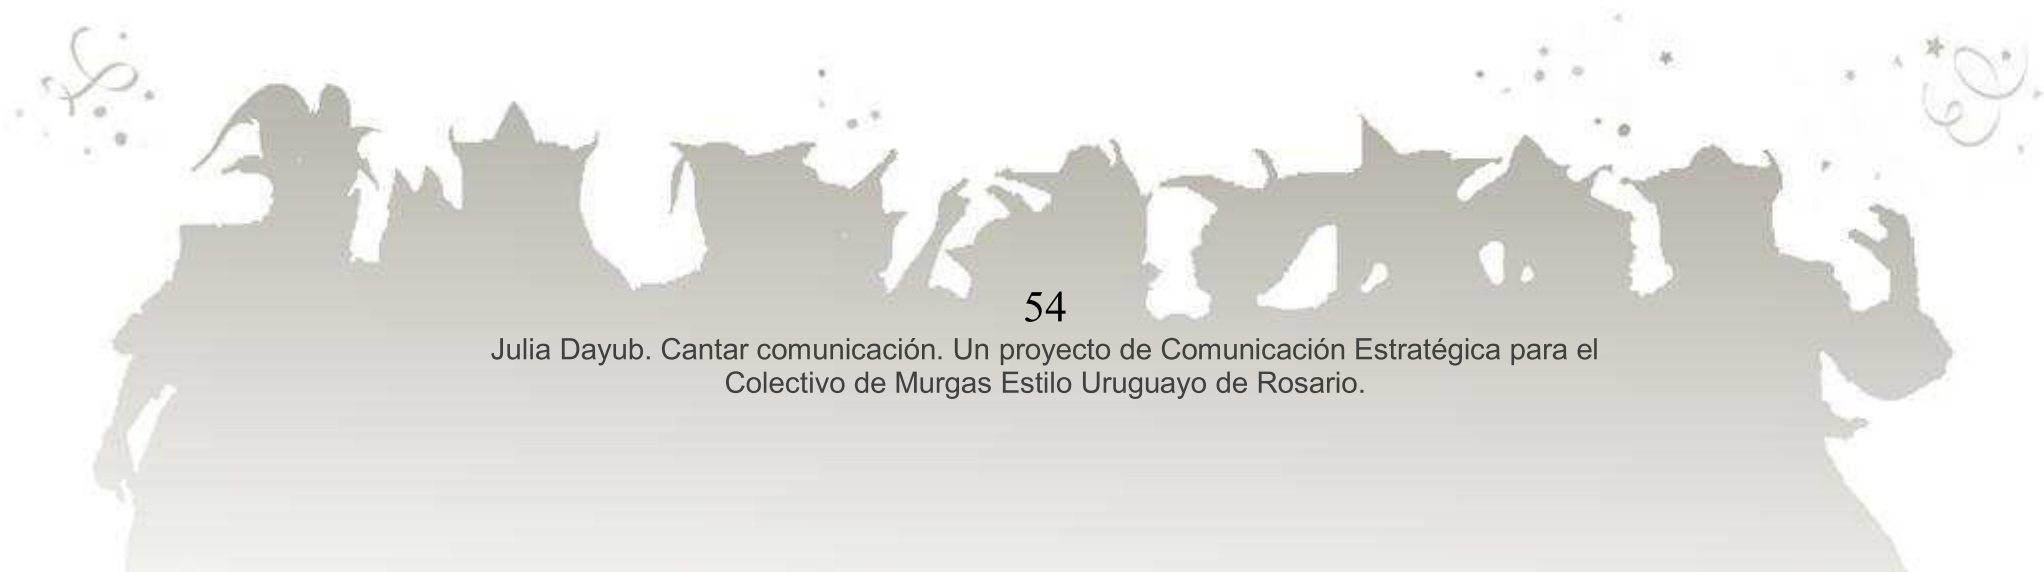 54
Julia Dayub. Cantar comunicación. Un proyecto de Comunicación Estratégica para el
Colectivo de Murgas Estilo Uruguayo de Rosario.